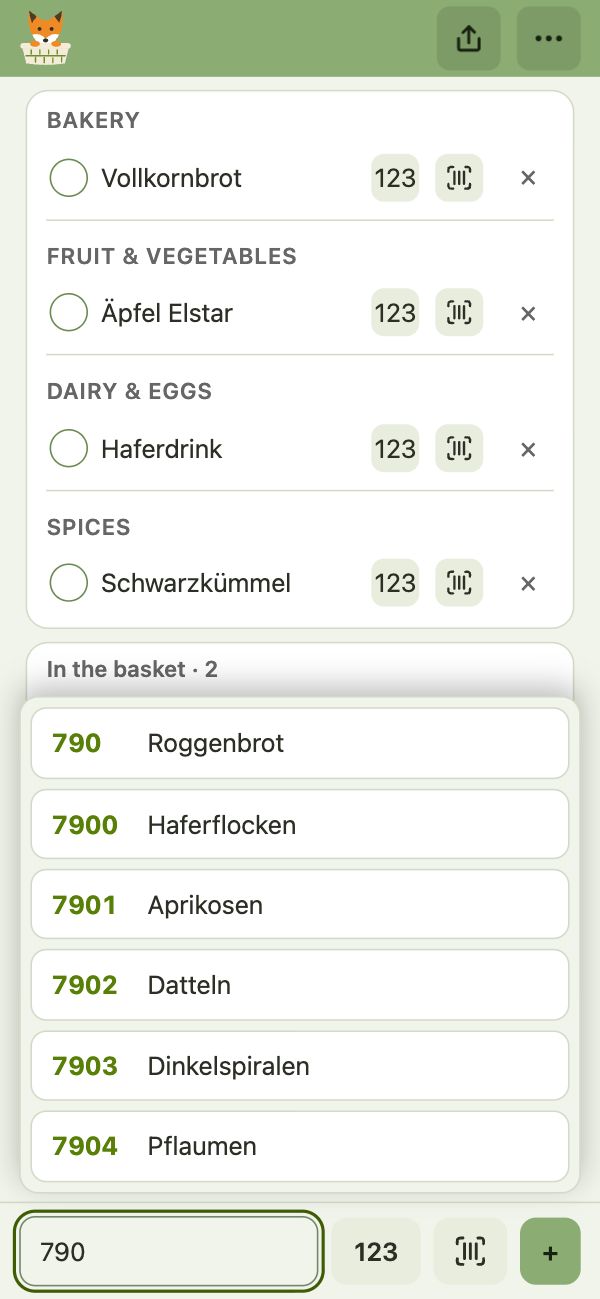 BAKERY
Vollkornbrot 123 ×
FRUIT & VEGETABLES
Äpfel Elstar 123 ×
DAIRY & EGGS
Haferdrink 123 ×
SPICES
Schwarzkümmel 123 ×
In the basket · 2
790 Roggenbrot
7900 Haferflocken
7901 Aprikosen
7902 Datteln
7903 Dinkelspiralen
7904 Pflaumen
790 123 +